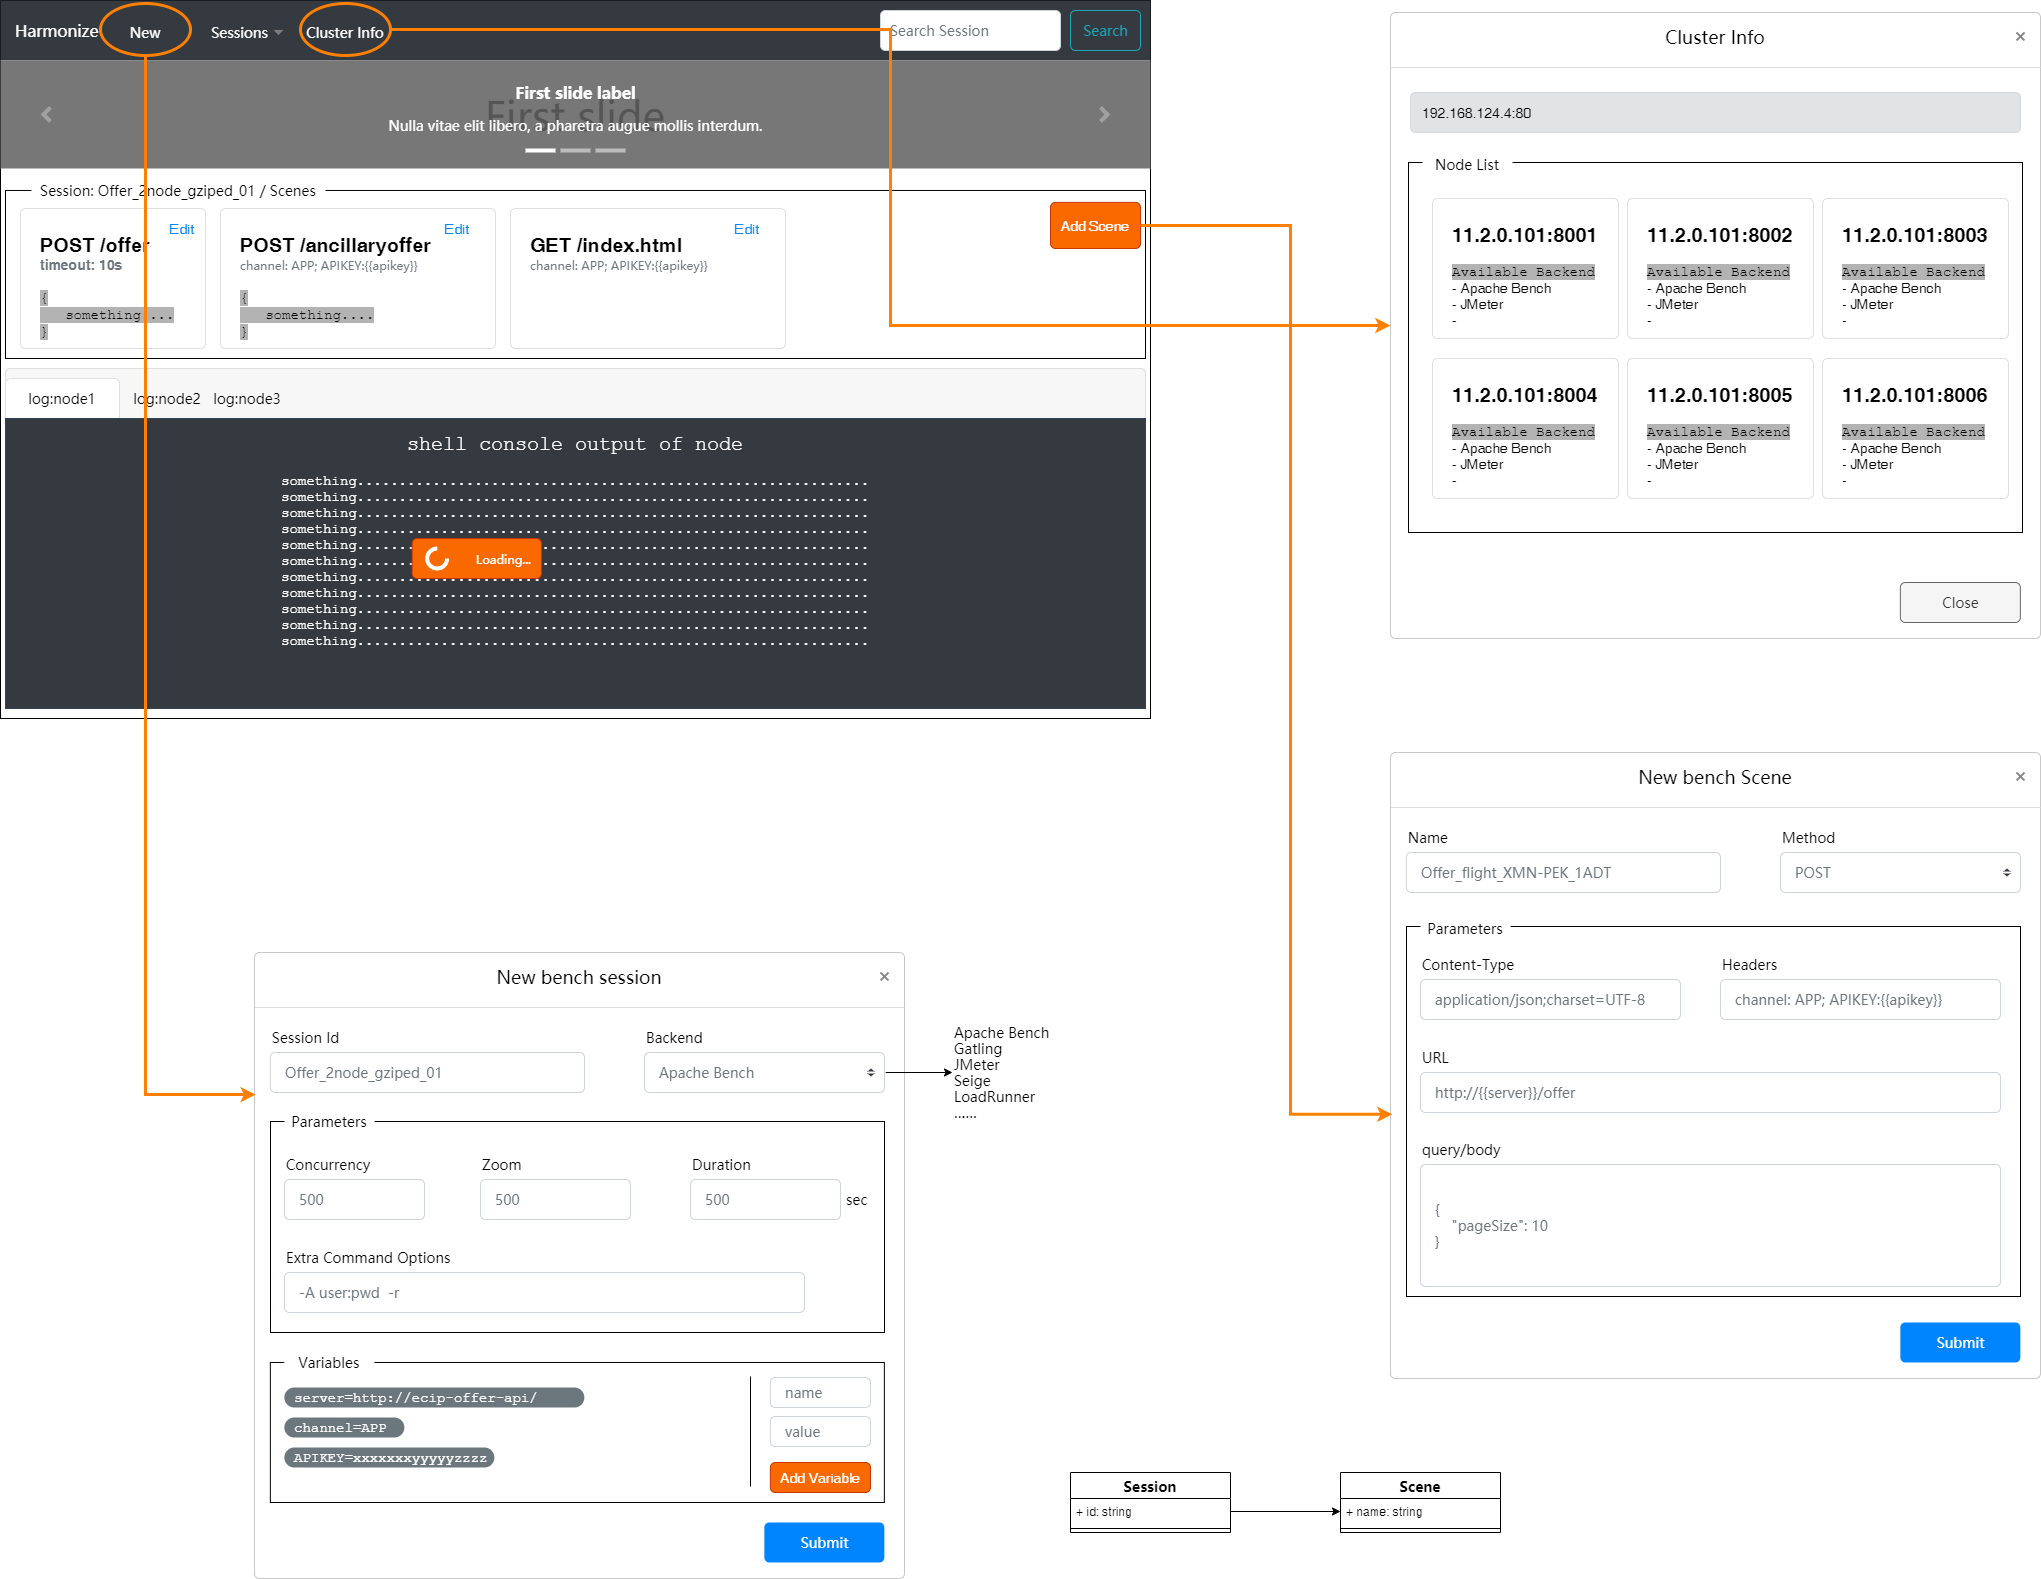 Harmonize
New
Sessions
Cluster Info
Search Session
Search
First slide
First slide label
Nulla vitae elit libero, a pharetra augue mollis interdum.
Session: Offer_2node_gziped_01 / Scenes
Edit
POST /offer
timeout: 10s
{
something....
}
Edit
POST /ancillaryoffer
channel: APP; APIKEY:{{apikey}}
{
something....
}
Edit
GET /index.html
channel: APP; APIKEY:{{apikey}}
Add Scene
log:node1
log:node2
log:node3
shell console output of node
something.............................................................
something.............................................................
something.............................................................
something.............................................................
something.............................................................
something.............................................................
something.............................................................
something.............................................................
something.............................................................
something.............................................................
something.............................................................
Loading...
Cluster Info
×
192.168.124.4:80
Node List
11.2.0.101:8001
Available Backend
- Apache Bench
- JMeter
-
11.2.0.101:8002
Available Backend
- Apache Bench
- JMeter
-
11.2.0.101:8003
Available Backend
- Apache Bench
- JMeter
-
11.2.0.101:8004
Available Backend
- Apache Bench
- JMeter
-
11.2.0.101:8005
Available Backend
- Apache Bench
- JMeter
-
11.2.0.101:8006
Available Backend
- Apache Bench
- JMeter
-
Close
New bench Scene
×
Name
Offer_flight_XMN-PEK_1ADT
Method
POST
Parameters
Content-Type
application/json;charset=UTF-8
Headers
channel: APP; APIKEY:{{apikey}}
URL
http://{{server}}/offer
query/body
{
"pageSize": 10
}
Submit
New bench session
×
Session Id
Offer_2node_gziped_01
Backend
Apache Bench
Apache Bench
Gatling
JMeter
Seige
LoadRunner
......
Parameters
Concurrency
500
Zoom
500
Duration
500
sec
Extra Command Options
-A user:pwd -r
Variables
server=http://ecip-offer-api/
channel=APP
APIKEY=xxxxxxxyyyyyzzzz
name
value
Add Variable
Submit
Session
+ id: string
Scene
+ name: string